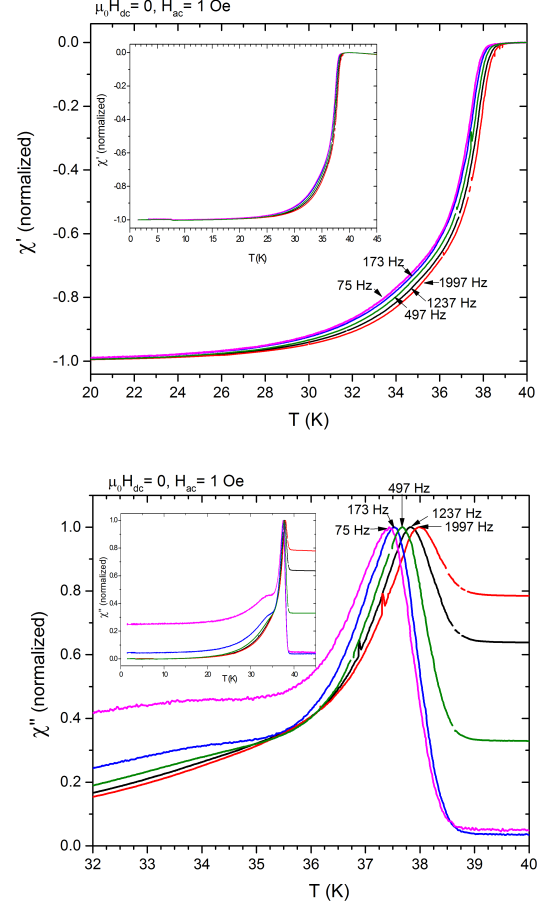 μ₀Hdc= 0, Hac= 1 Oe
0.0
-0.2
-0.4
-0.6
-0.8
-1.0
χ' (normalized)
20 22 24 26 28 30 32 34 36 38 40
T (K)
0.0
-0.2
-0.4
-0.6
-0.8
-1.0
χ' (normalized)
0 5 10 15 20 25 30 35 40 45
T(K)
173 Hz
75 Hz
1997 Hz
1237 Hz
497 Hz
μ₀Hdc= 0, Hac= 1 Oe
497 Hz
173 Hz
1237 Hz
75 Hz
1997 Hz
1.0
0.8
0.6
0.4
0.2
0.0
χ'' (normalized)
32 33 34 35 36 37 38 39 40
T (K)
1.0
0.8
0.6
0.4
0.2
0.0
χ'' (normalized)
0 10 20 30 40
T(K)